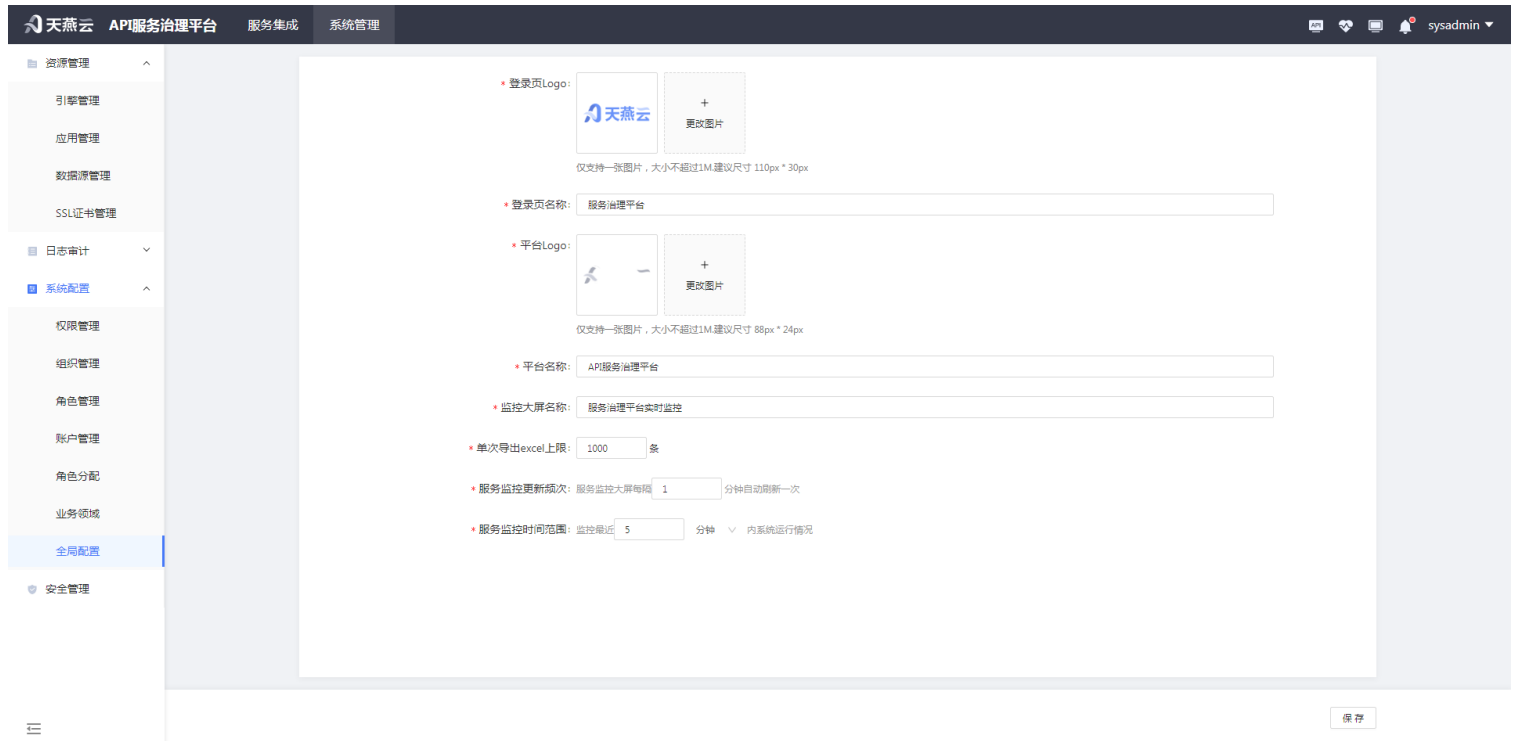 天燕云 API服务治理平台 服务集成 系统管理 API sysadmin
资源管理
引擎管理
应用管理
数据源管理
SSL证书管理
日志审计
系统配置
权限管理
组织管理
角色管理
账户管理
角色分配
业务领域
全局配置
安全管理
* 登录页Logo:
天燕云
+
更改图片
仅支持一张图片，大小不超过1M.建议尺寸 110px * 30px
* 登录页名称: 服务治理平台
* 平台Logo:
+
更改图片
仅支持一张图片，大小不超过1M.建议尺寸 88px * 24px
* 平台名称: API服务治理平台
* 监控大屏名称: 服务治理平台实时监控
* 单次导出excel上限: 1000 条
* 服务监控更新频次: 服务监控大屏每隔 1 分钟自动刷新一次
* 服务监控时间范围: 监控最近 5 分钟 内系统运行情况
保存